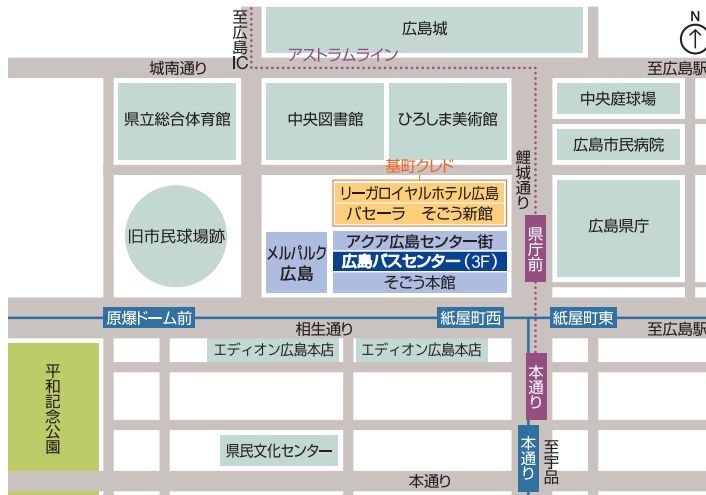 至広島IC
広島城
N
アストラムライン
城南通り
至広島駅
県立総合体育館
中央図書館
ひろしま美術館
中央庭球場
広島市民病院
基町クレド
鯉城通り
リーガロイヤルホテル広島
パセーラ そごう新館
広島県庁
旧市民球場跡
メルパルク
広島
アクア広島センター街
広島バスセンター(3F)
そごう本館
県庁前
原爆ドーム前
相生通り
紙屋町西
紙屋町東
至広島駅
エディオン広島本店
エディオン広島本店
平和記念公園
本通り
本通り
至宇品
県民文化センター
本通り